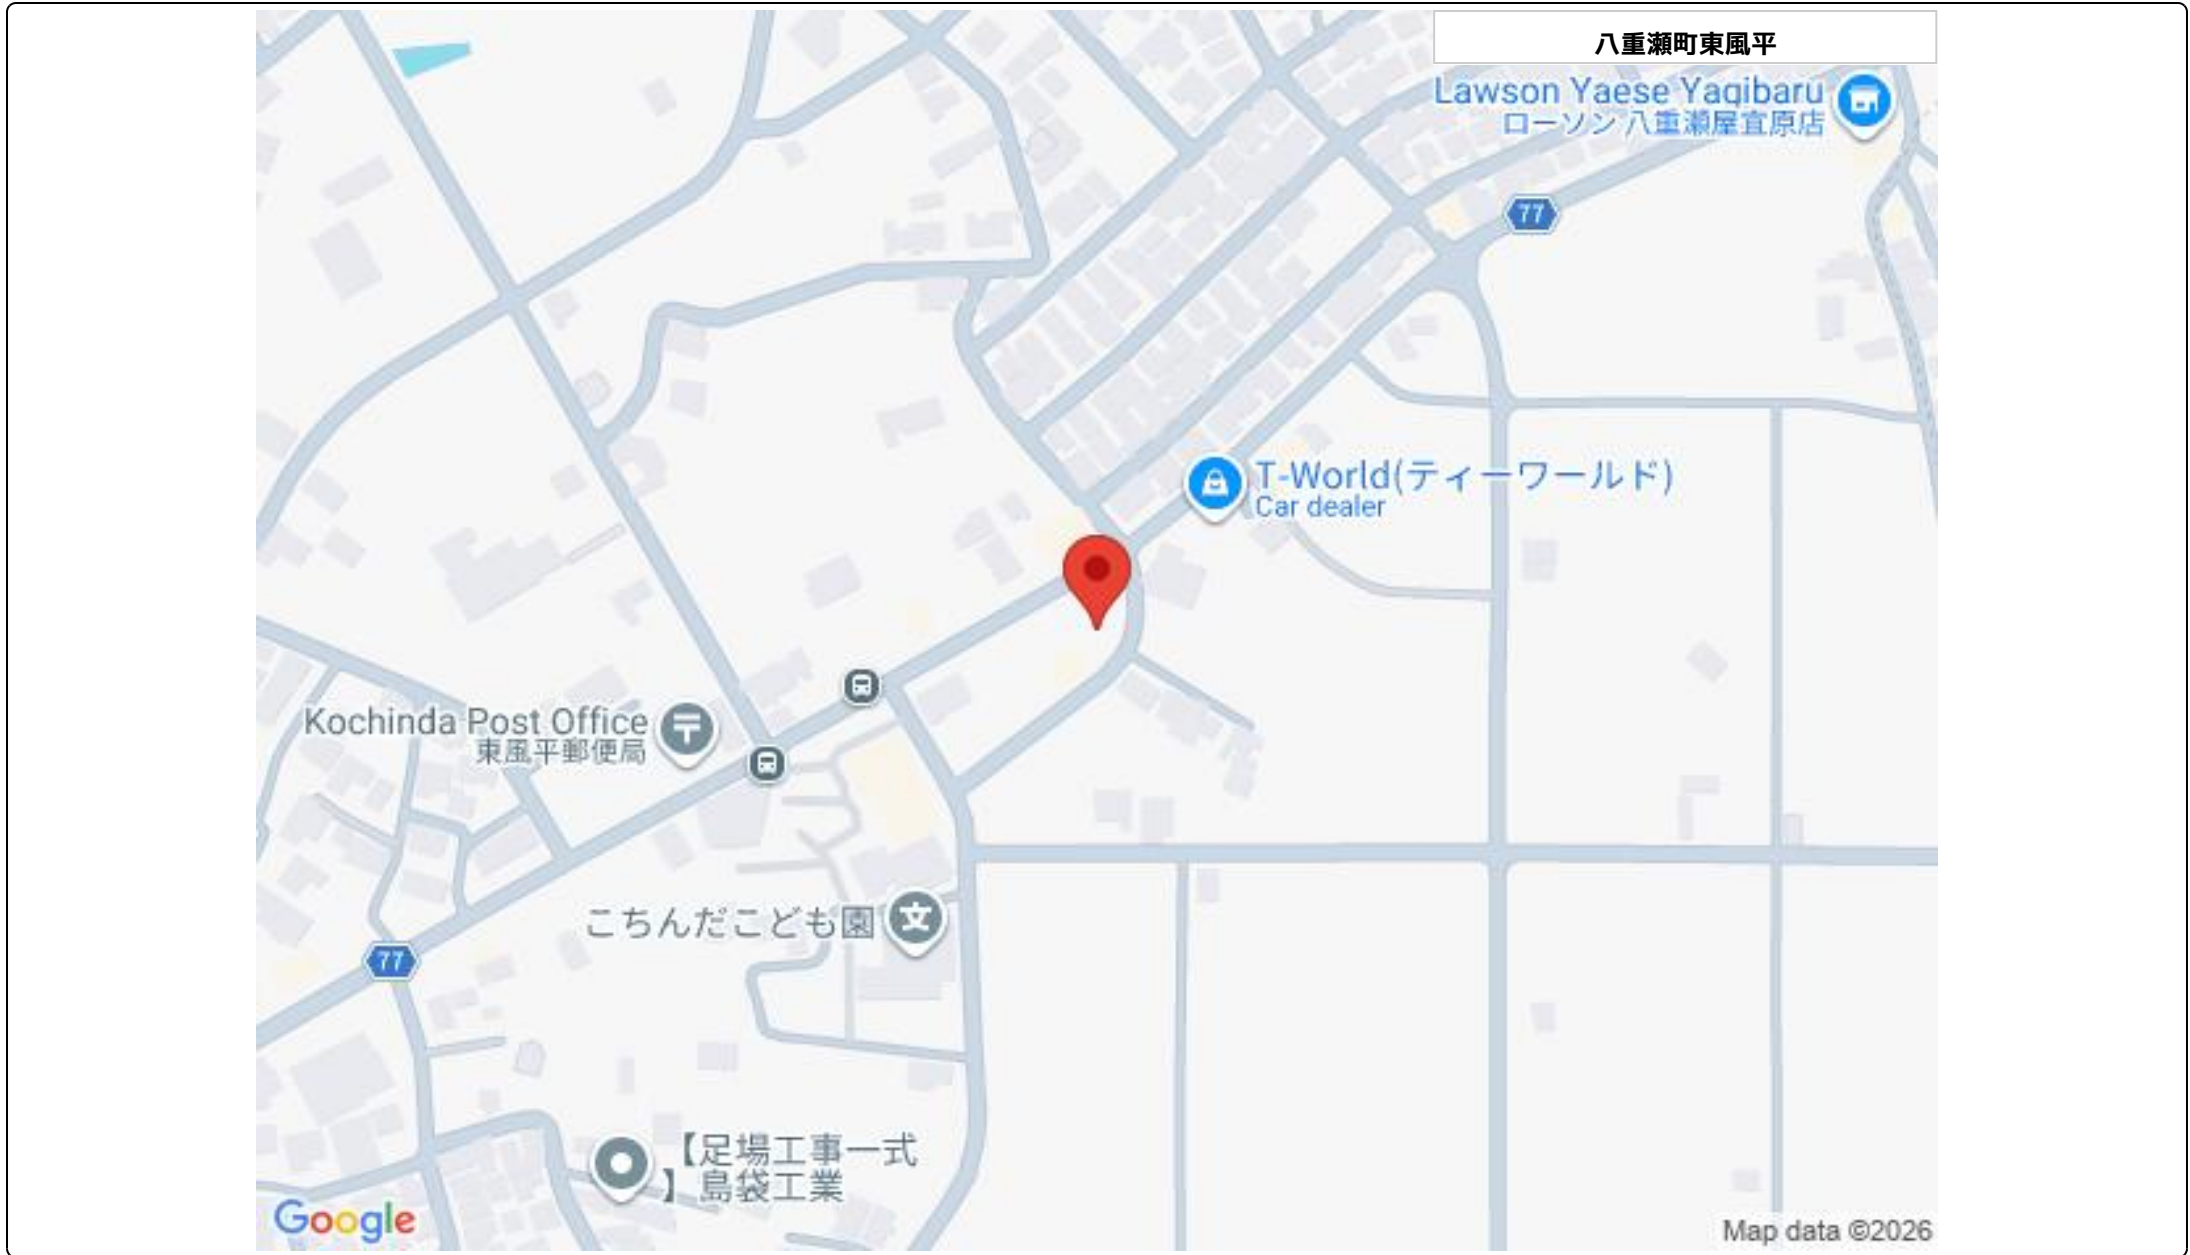 八重瀬町東風平
Lawson Yaese Yagibaru
ローソン 八重瀬屋宜原店
77
T-World(ティーワールド)
Car dealer
Kochinda Post Office
東風平郵便局
こちんだこども園
文
77
【足場工事一式
】島袋工業
Google
Map data ©2026